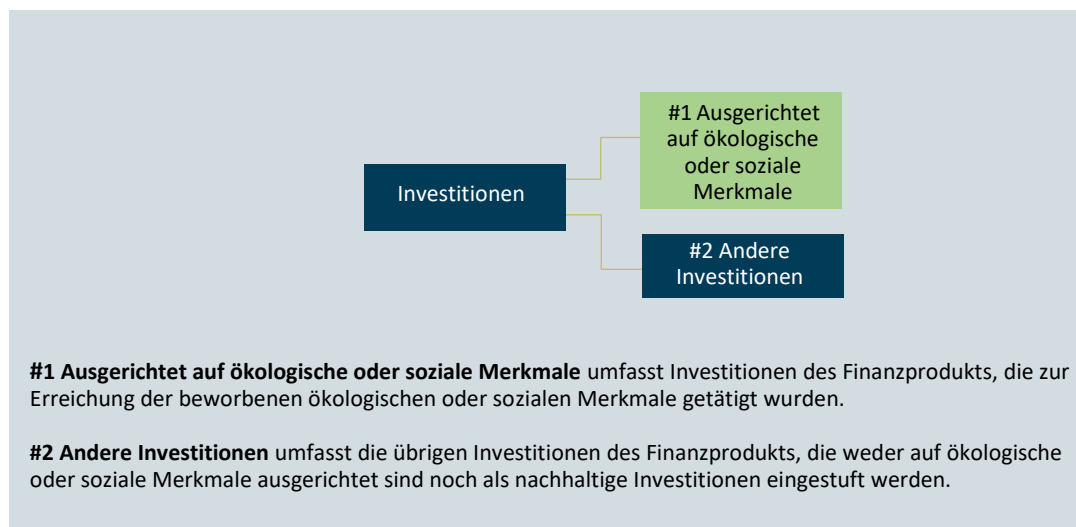 #1 Ausgerichtet
auf ökologische
oder soziale
Merkmale
Investitionen
#2 Andere
Investitionen
#1 Ausgerichtet auf ökologische oder soziale Merkmale umfasst Investitionen des Finanzprodukts, die zur
Erreichung der beworbenen ökologischen oder sozialen Merkmale getätigt wurden.
#2 Andere Investitionen umfasst die übrigen Investitionen des Finanzprodukts, die weder auf ökologische
oder soziale Merkmale ausgerichtet sind noch als nachhaltige Investitionen eingestuft werden.